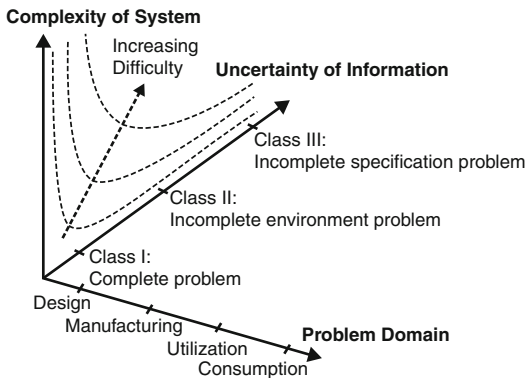 Complexity of System
Increasing
Difficulty
Uncertainty of Information
Class III:
Incomplete specification problem
Class II:
Incomplete environment problem
Class I:
Complete problem
Design
Manufacturing
Utilization
Consumption
Problem Domain